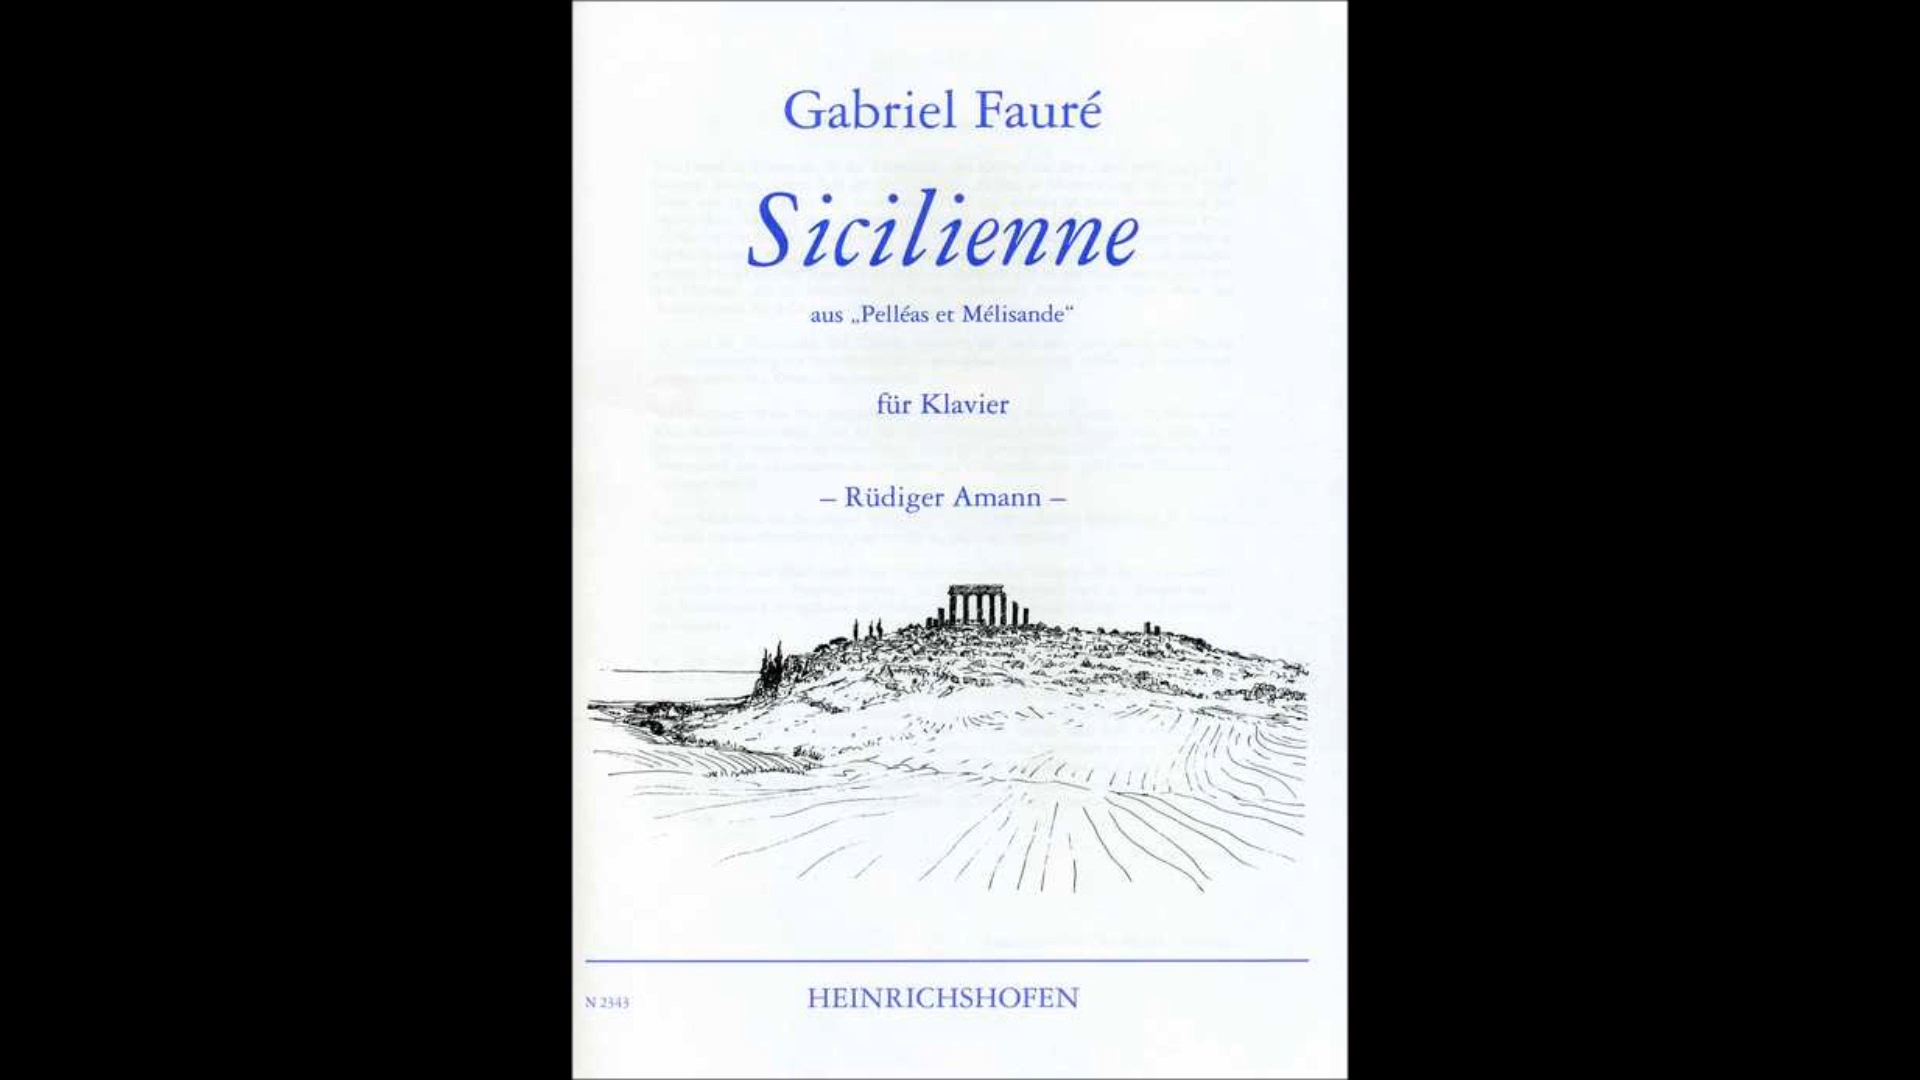 Gabriel Fauré
Sicilienne
aus „Pelléas et Mélisande“
für Klavier
– Rüdiger Amann –
N 2343
HEINRICHSHOFEN